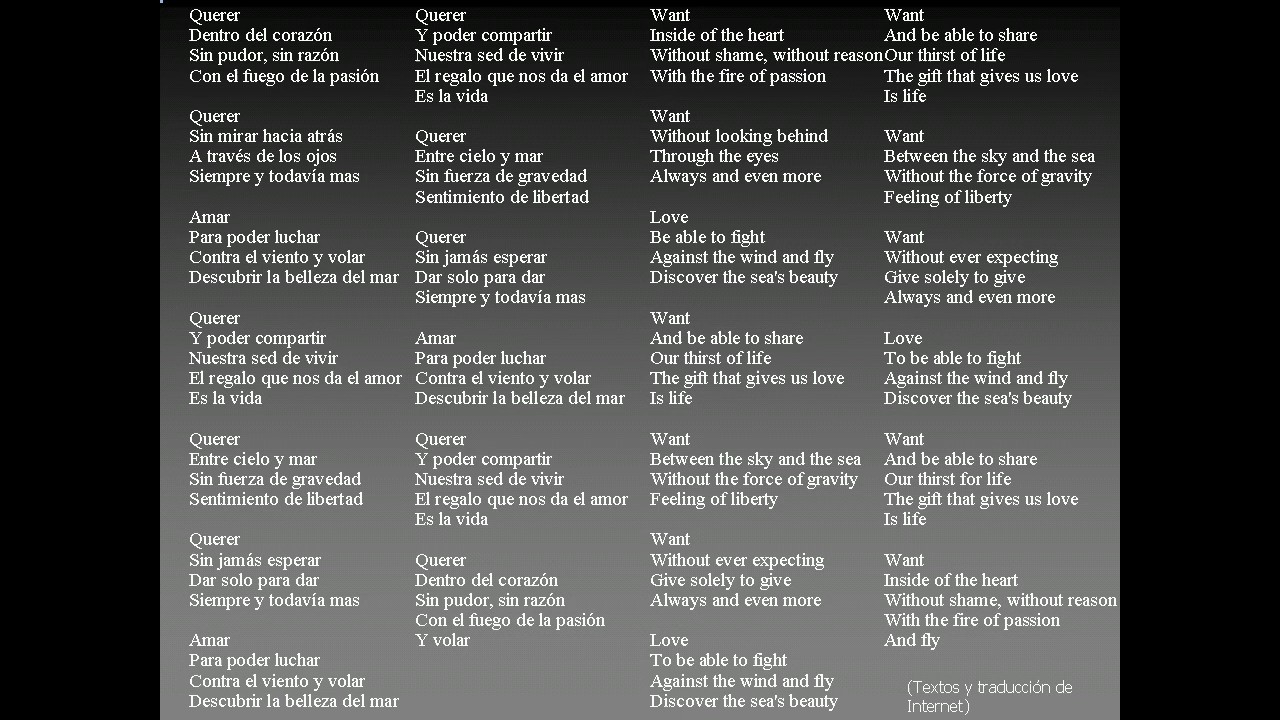 Querer
Dentro del corazón
Sin pudor, sin razón
Con el fuego de la pasión

Querer
Sin mirar hacia atrás
A través de los ojos
Siempre y todavía mas

Amar
Para poder luchar
Contra el viento y volar
Descubrir la belleza del mar

Querer
Y poder compartir
Nuestra sed de vivir
El regalo que nos da el amor
Es la vida

Querer
Entre cielo y mar
Sin fuerza de gravedad
Sentimiento de libertad

Querer
Sin jamás esperar
Dar solo para dar
Siempre y todavía mas

Amar
Para poder luchar
Contra el viento y volar
Descubrir la belleza del mar

Querer
Y poder compartir
Nuestra sed de vivir
El regalo que nos da el amor
Es la vida

Querer
Entre cielo y mar
Sin fuerza de gravedad
Sentimiento de libertad

Querer
Sin jamás esperar
Dar solo para dar
Siempre y todavía mas

Amar
Para poder luchar
Contra el viento y volar
Descubrir la belleza del mar

Querer
Y poder compartir
Nuestra sed de vivir
El regalo que nos da el amor
Es la vida

Querer
Dentro del corazón
Sin pudor, sin razón
Con el fuego de la pasión
Y volar

Want
Inside of the heart
Without shame, without reason
With the fire of passion

Want
Without looking behind
Through the eyes
Always and even more

Love
Be able to fight
Against the wind and fly
Discover the sea's beauty

Want
And be able to share
Our thirst of life
The gift that gives us love
Is life

Want
Between the sky and the sea
Without the force of gravity
Feeling of liberty

Want
Without ever expecting
Give solely to give
Always and even more

Love
To be able to fight
Against the wind and fly
Discover the sea's beauty

Want
And be able to share
Our thirst of life
The gift that gives us love
Is life

Want
Between the sky and the sea
Without the force of gravity
Feeling of liberty

Want
Without ever expecting
Give solely to give
Always and even more

Love
To be able to fight
Against the wind and fly
Discover the sea's beauty

Want
And be able to share
Our thirst for life
The gift that gives us love
Is life

Want
Inside of the heart
Without shame, without reason
With the fire of passion
And fly

(Textos y traducción de
Internet)